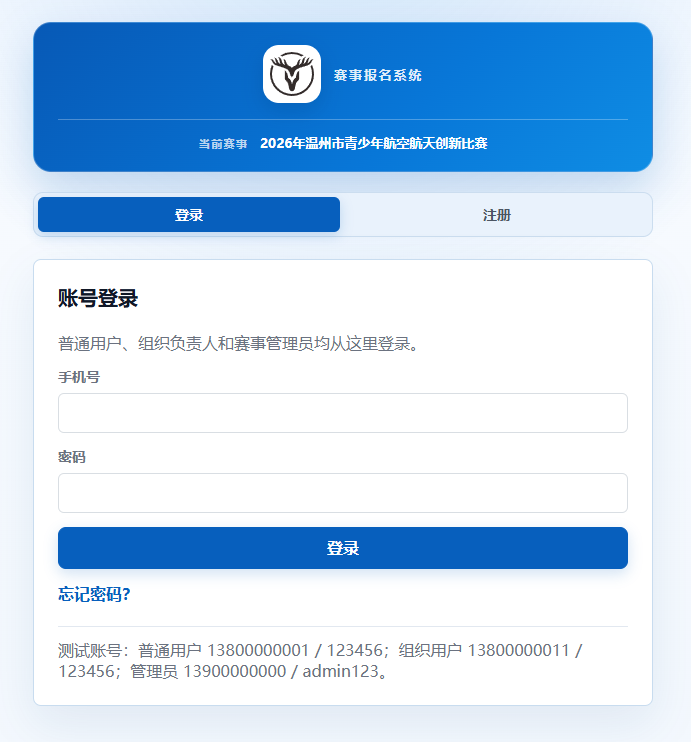 赛事报名系统
当前赛事 2026年温州市青少年航空航天创新比赛
登录 注册
账号登录
普通用户、组织负责人和赛事管理员均从这里登录。
手机号
密码
登录
忘记密码?
测试账号：普通用户 13800000001 / 123456；组织用户 13800000011 /
123456；管理员 13900000000 / admin123。